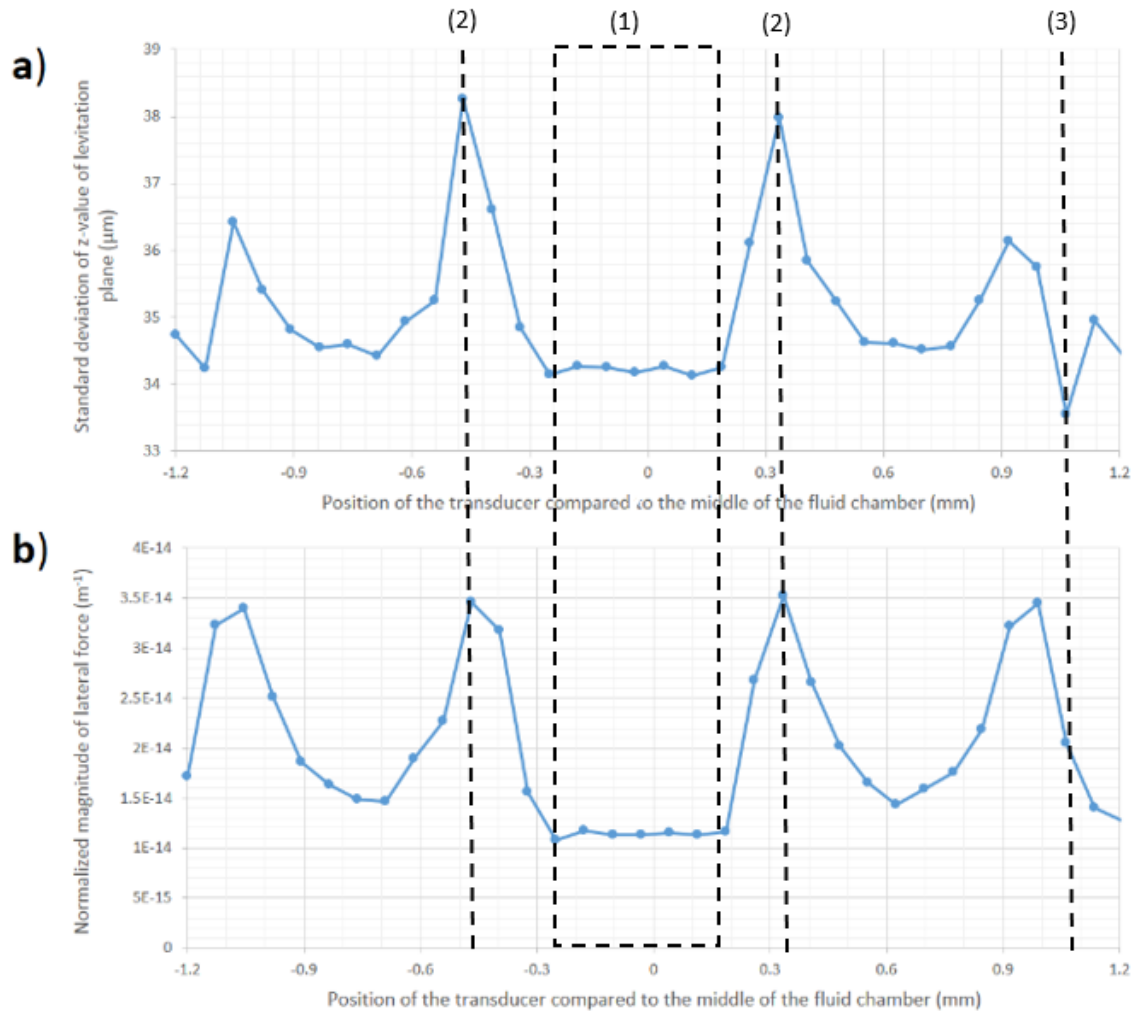 (2) (1) (2) (3)
a)
39
38
37
36
35
34
33
Standard deviation of z-value of levitation
plane (μm)
-1.2 -0.9 -0.6 -0.3 0 0.3 0.6 0.9 1.2
Position of the transducer compared to the middle of the fluid chamber (mm)
b)
4E-14
3.5E-14
3E-14
2.5E-14
2E-14
1.5E-14
1E-14
5E-15
0
Normalized magnitude of lateral force (m⁻¹)
-1.2 -0.9 -0.6 -0.3 0 0.3 0.6 0.9 1.2
Position of the transducer compared to the middle of the fluid chamber (mm)